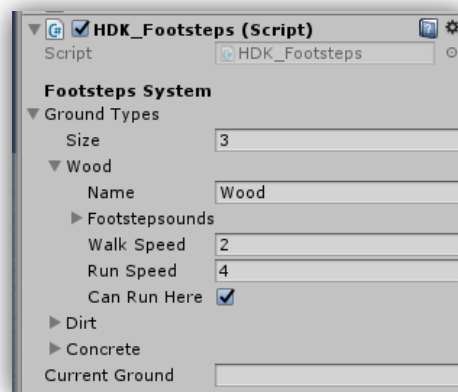 HDK_Footsteps (Script)
Script HDK_Footsteps
Footsteps System
Ground Types
Size 3
Wood
Name Wood
Footstepsounds
Walk Speed 2
Run Speed 4
Can Run Here
Dirt
Concrete
Current Ground